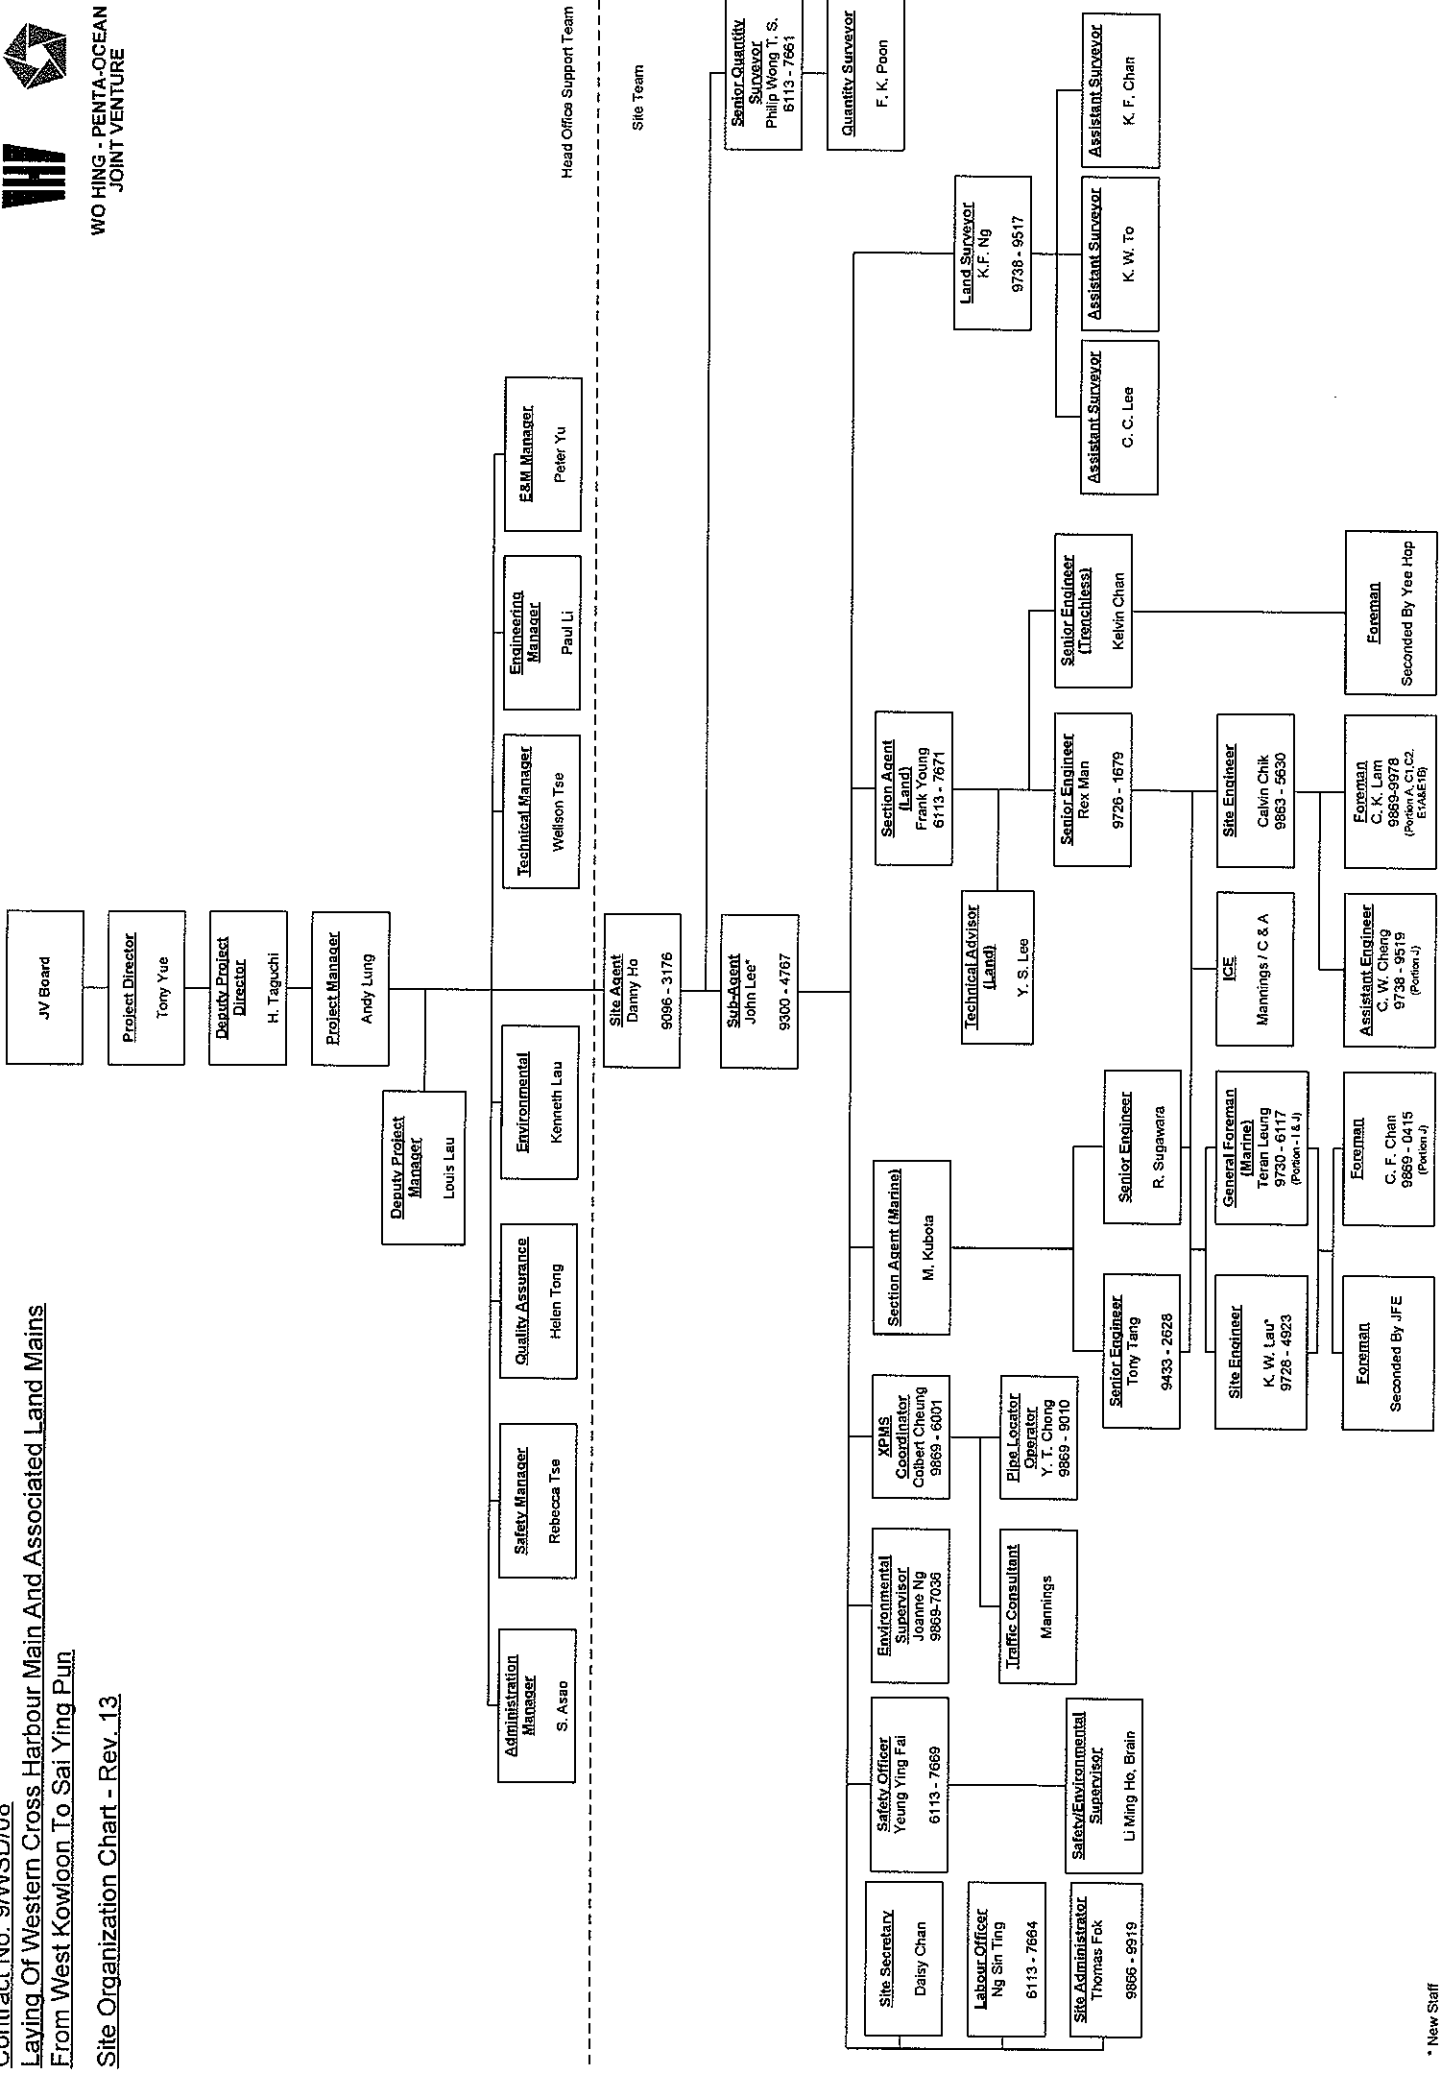 Contract No. 9/WSD/08
Laying Of Western Cross Harbour Main And Associated Land Mains
From West Kowloon To Sai Ying Pun
Site Organization Chart - Rev. 13
WO HING - PENTA-OCEAN
JOINT VENTURE
JV Board
Project Director
Tony Yue
Deputy Project
Director
H. Taguchi
Project Manager
Andy Lung
Deputy Project
Manager
Louis Lau
Administration
Manager
S. Asao
Safety Manager
Rebecca Tse
Quality Assurance
Helen Tong
Environmental
Kenneth Lau
Technical Manager
Wellson Tse
Engineering
Manager
Paul Li
E&M Manager
Peter Yu
Head Office Support Team
Site Team
Site Agent
Danny Ho
9096 - 3176
Sub-Agent
John Lee*
9300 - 4767
Senior Quantity
Surveyor
Philip Wong T. S.
6113 - 7661
Quantity Surveyor
F. K. Poon
Site Secretary
Daisy Chan
Labour Officer
Ng Sin Ting
6113 - 7664
Site Administrator
Thomas Fok
9866 - 9919
Safety Officer
Yeung Ying Fai
6113 - 7669
Safety/Environmental
Supervisor
Li Ming Ho, Brain
Environmental
Supervisor
Joanne Ng
9869-7036
XPMS
Coordinator
Colbert Cheung
9869 - 6001
Traffic Consultant
Mannings
Pipe Locator
Operator
Y. T. Chong
9869 - 9010
Section Agent (Marine)
M. Kubota
Senior Engineer
Tony Tang
9433 - 2628
Senior Engineer
R. Sugawara
Site Engineer
K. W. Lau*
9728 - 4923
General Foreman
(Marine)
Teran Leung
9730 - 6117
(Portion - I & J)
Foreman
Seconded By JFE
Foreman
C. F. Chan
9869 - 0415
(Portion J)
Section Agent
(Land)
Frank Young
6113 - 7671
Technical Advisor
(Land)
Y. S. Lee
Senior Engineer
Rex Man
9726 - 1679
Senior Engineer
(Trenchless)
Kelvin Chan
ICE
Mannings / C & A
Site Engineer
Calvin Chik
9863 - 5630
Assistant Engineer
C. W. Cheng
9738 - 9519
(Portion J)
Foreman
C. K. Lam
9869-9978
(Portion A, C1,C2,
E1A&E1B)
Foreman
Seconded By Yee Hop
Land Surveyor
K.F. Ng
9738 - 9517
Assistant Surveyor
C. C. Lee
Assistant Surveyor
K. W. To
Assistant Surveyor
K. F. Chan
* New Staff